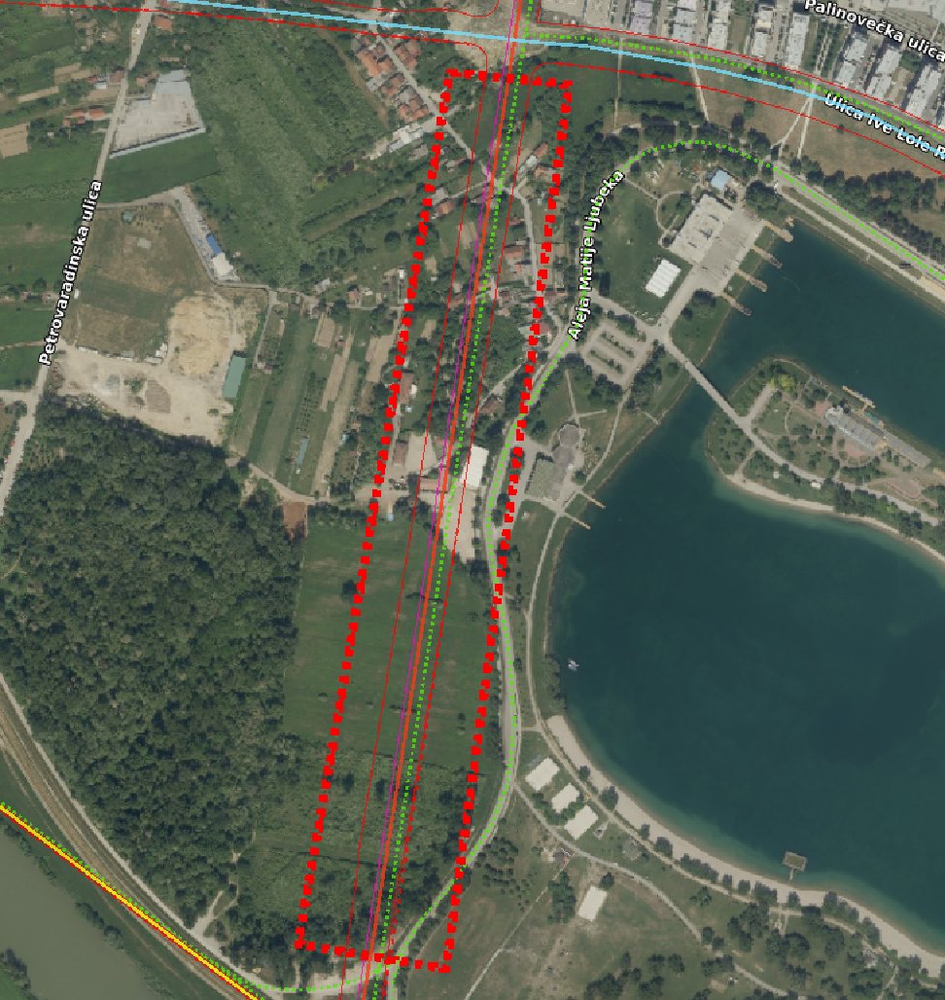 Palinovečka ulica
Ulica Ive Lole R
Petrovaradinska ulica
Aleja Matije Ljubeka